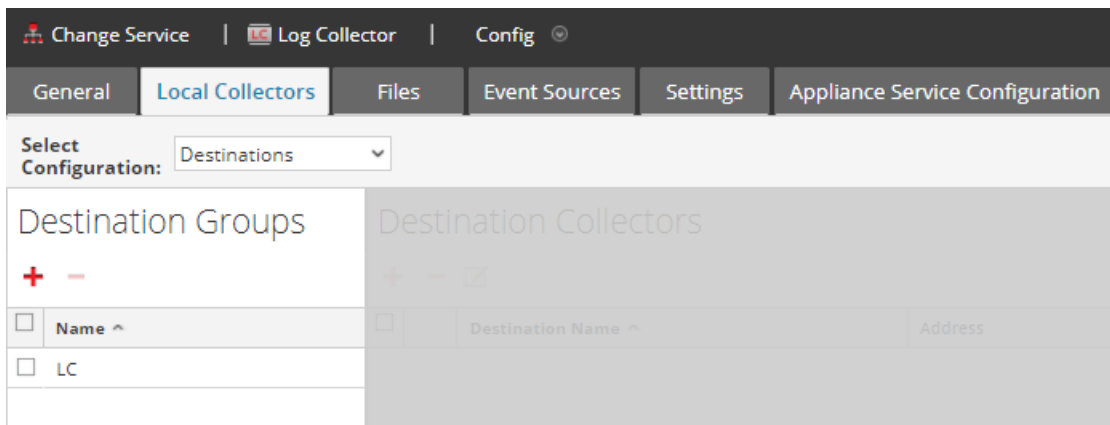 Change Service | LC Log Collector | Config
General Local Collectors Files Event Sources Settings Appliance Service Configuration
Select
Configuration: Destinations
Destination Groups Destination Collectors
Name Destination Name Address
LC